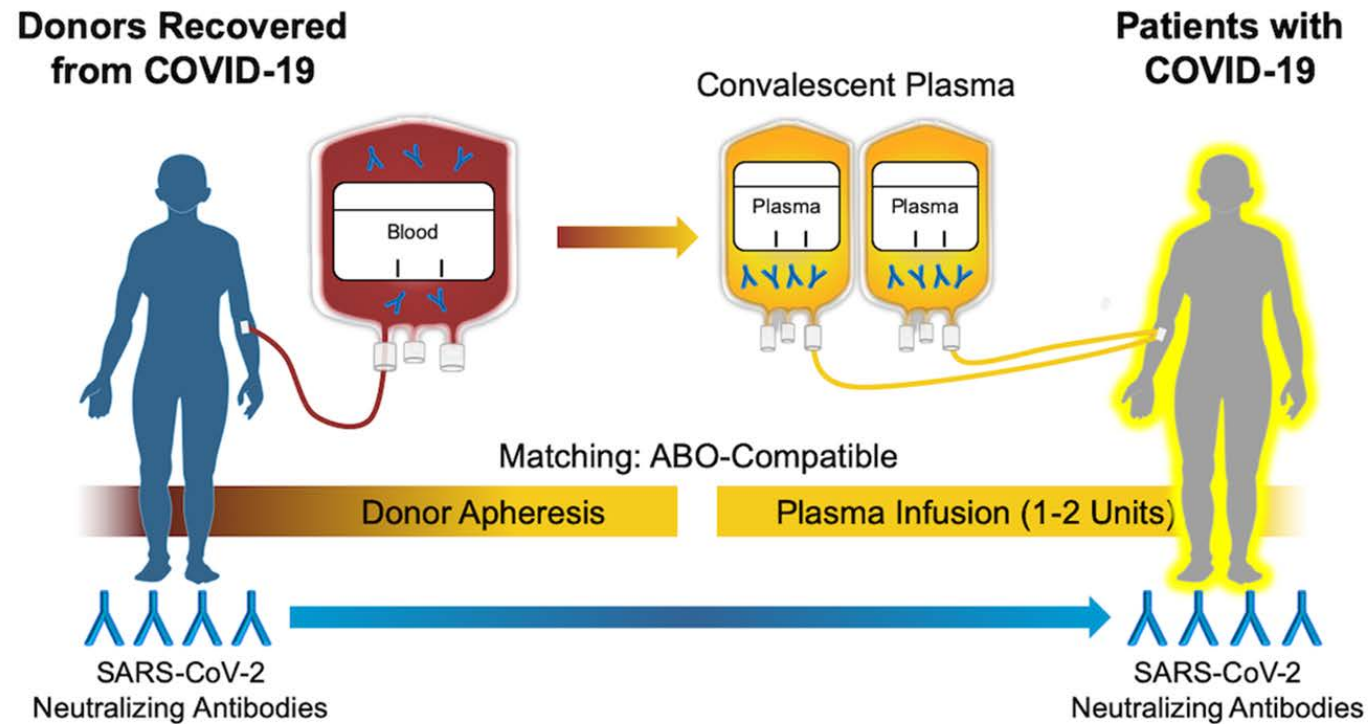 Donors Recovered
from COVID-19
Patients with
COVID-19
Convalescent Plasma
Blood
Plasma
Plasma
Matching: ABO-Compatible
Donor Apheresis
Plasma Infusion (1-2 Units)
SARS-CoV-2
Neutralizing Antibodies
SARS-CoV-2
Neutralizing Antibodies